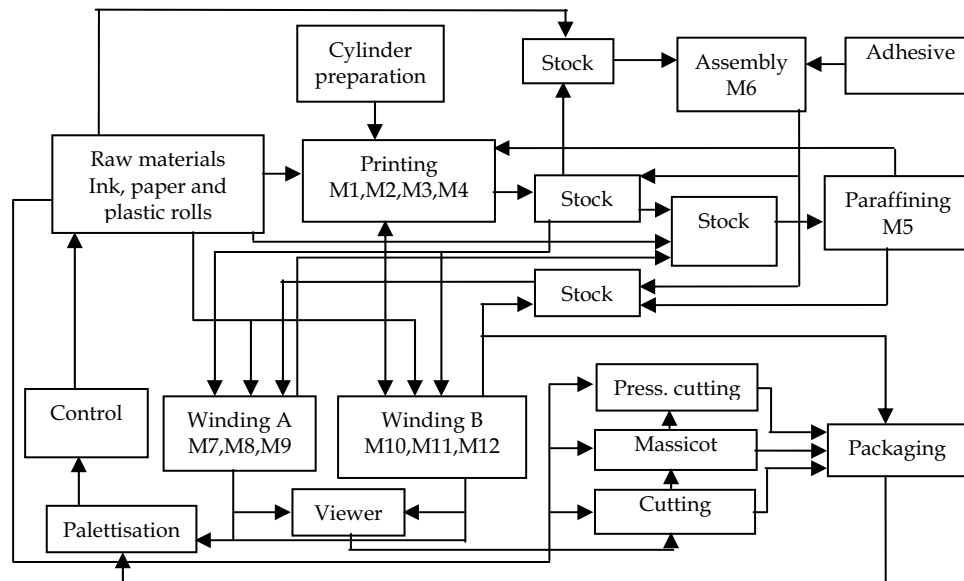 Cylinder
preparation
Stock
Assembly
M6
Adhesive
Raw materials
Ink, paper and
plastic rolls
Printing
M1,M2,M3,M4
Stock
Stock
Paraffining
M5
Stock
Control
Winding A
M7,M8,M9
Winding B
M10,M11,M12
Press. cutting
Massicot
Packaging
Viewer
Cutting
Palettisation